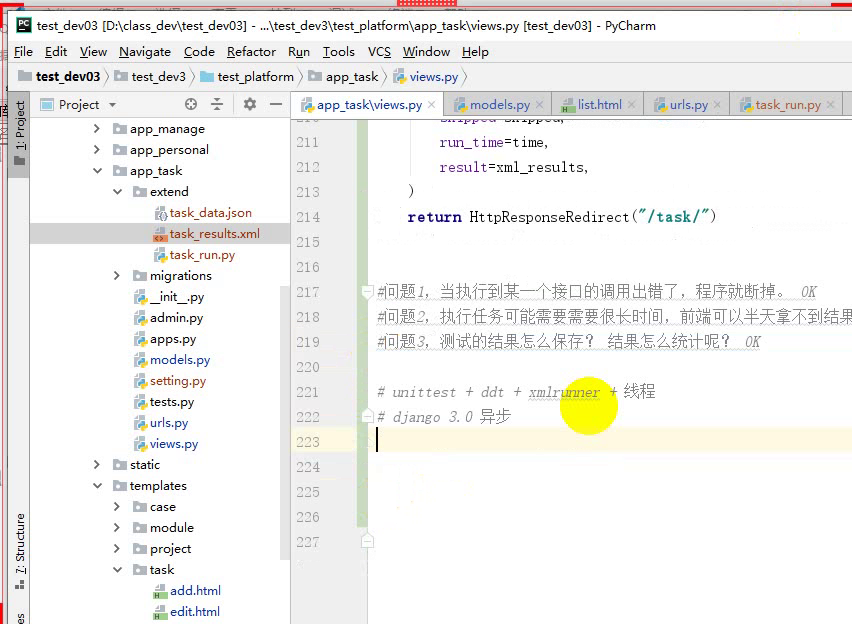 test_dev03 [D:\class_dev\test_dev03] - ...\test_dev3\test_platform\app_task\views.py [test_dev03] - PyCharm
File Edit View Navigate Code Refactor Run Tools VCS Window Help
test_dev03 test_dev3 test_platform app_task views.py
Project
app_task\views.py models.py list.html urls.py task_run.py
1: Project
7: Structure
app_manage
app_personal
app_task
extend
task_data.json
task_results.xml
task_run.py
migrations
__init__.py
admin.py
apps.py
models.py
setting.py
tests.py
urls.py
views.py
static
templates
case
module
project
task
add.html
edit.html
211 run_time=time,
212 result=xml_results,
213 )
214 return HttpResponseRedirect("/task/")
215
216
217 #问题1, 当执行到某一个接口的调用出错了, 程序就断掉。 OK
218 #问题2, 执行任务可能需要需要很长时间, 前端可以半天拿不到结果
219 #问题3, 测试的结果怎么保存? 结果怎么统计呢? OK
220
221 # unittest + ddt + xmlrunner + 线程
222 # django 3.0 异步
223
224
225
226
227